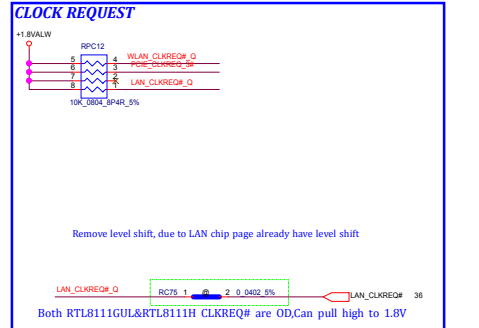 CLOCK REQUEST
+1.8VALW
RPC12
5 4 WLAN_CLKREQ#_Q
6 3 PCIE_CLKREQ_3#
7 2
8 1 LAN_CLKREQ#_Q
10K_0804_8P4R_5%
Remove level shift, due to LAN chip page already have level shift
LAN_CLKREQ#_Q RC75 1 @ 2 0_0402_5% LAN_CLKREQ# 36
Both RTL8111GUL&RTL8111H CLKREQ# are OD,Can pull high to 1.8V